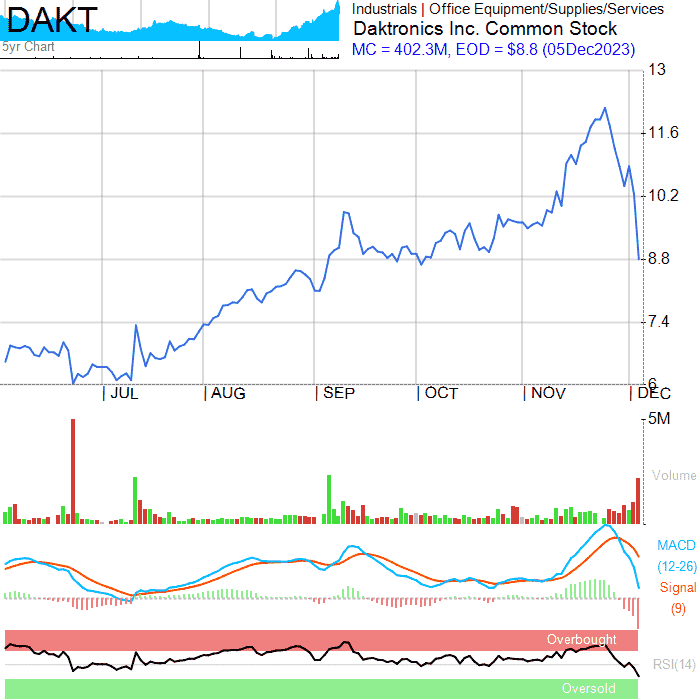 DAKT
Industrials | Office Equipment/Supplies/Services
Daktronics Inc. Common Stock
MC = 402.3M, EOD = $8.8 (05Dec2023)
5yr Chart
13
11.6
10.2
8.8
7.4
6
JUL AUG SEP OCT NOV DEC
5M
Volume
MACD
(12-26)
Signal
(9)
Overbought
RSI(14)
Oversold